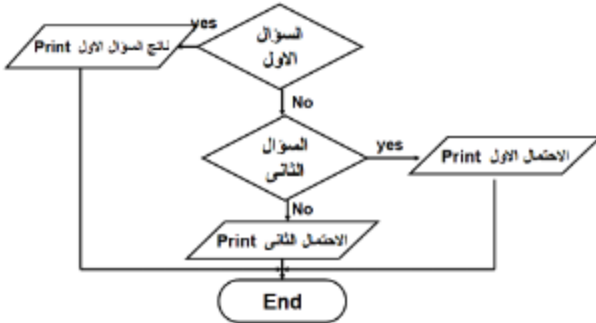 السؤال
الاول
yes
Print ناتج السؤال الاول
No
السؤال
الثانى
yes
Print الاحتمال الاول
No
Print الاحتمال الثانى
End